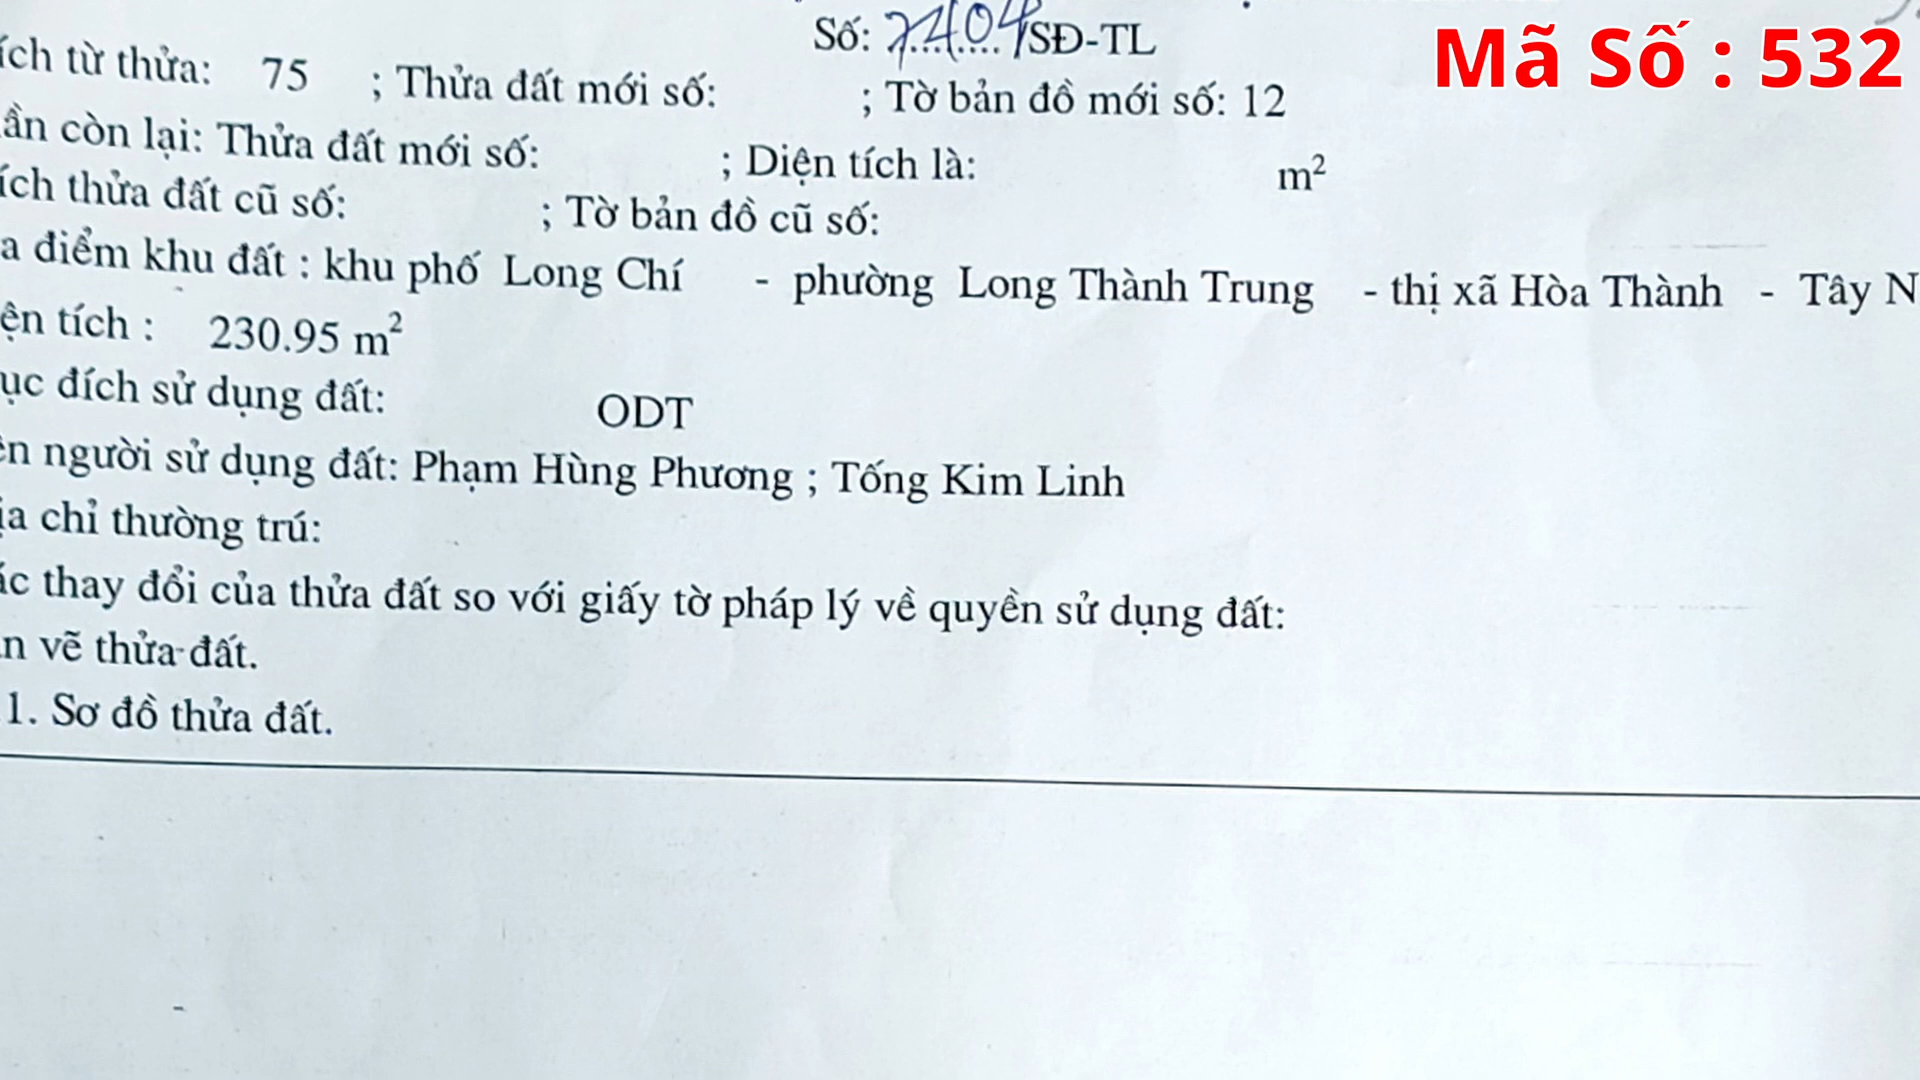 Số: 7404/SĐ-TL
Mã Số : 532
ích từ thửa: 75 ; Thửa đất mới số: ; Tờ bản đồ mới số: 12
ần còn lại: Thửa đất mới số: ; Diện tích là: m²
ích thửa đất cũ số: ; Tờ bản đồ cũ số:
a điểm khu đất : khu phố Long Chí - phường Long Thành Trung - thị xã Hòa Thành - Tây N
ện tích : 230.95 m²
ục đích sử dụng đất: ODT
ên người sử dụng đất: Phạm Hùng Phương ; Tống Kim Linh
ịa chỉ thường trú:
ác thay đổi của thửa đất so với giấy tờ pháp lý về quyền sử dụng đất:
n vẽ thửa đất.
1. Sơ đồ thửa đất.